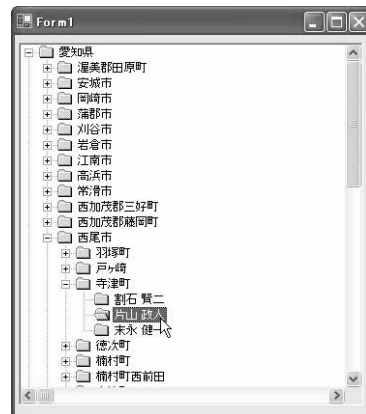 Form1
愛知県
渥美郡田原町
安城市
岡崎市
蒲郡市
刈谷市
岩倉市
江南市
高浜市
常滑市
西加茂郡三好町
西加茂郡藤岡町
西尾市
羽塚町
戸ヶ崎
寺津町
割石 賢二
片山 政人
末永 健一
徳次町
楠村町
楠村町西前田